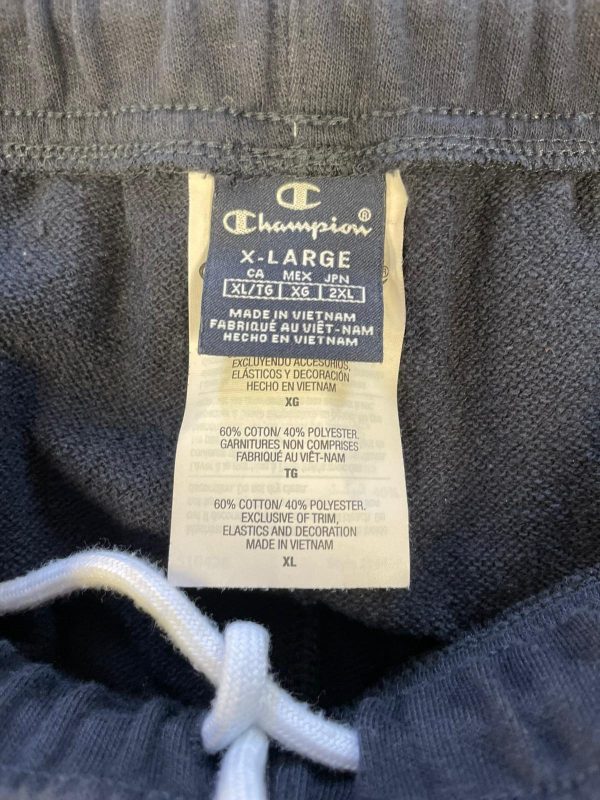 Champion®
X-LARGE
CA MEX JPN
XL/TG XG 2XL
MADE IN VIETNAM
FABRIQUÉ AU VIÊT-NAM
HECHO EN VIETNAM
EXCLUYENDO ACCESORIOS,
ELÁSTICOS Y DECORACIÓN
HECHO EN VIETNAM
XG
60% COTON/ 40% POLYESTER.
GARNITURES NON COMPRISES
FABRIQUÉ AU VIÊT-NAM
TG
60% COTTON/ 40% POLYESTER.
EXCLUSIVE OF TRIM,
ELASTICS AND DECORATION
MADE IN VIETNAM
XL